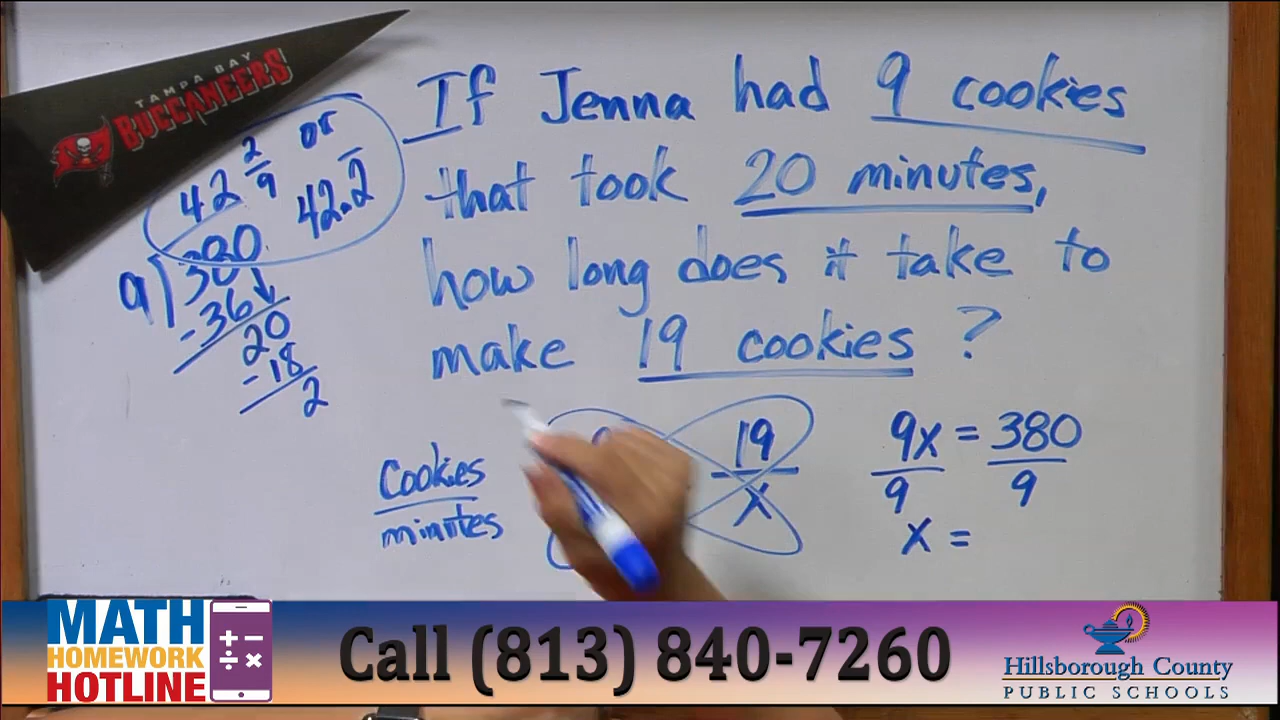 TAMPA BAY
BUCCANEERS
If Jenna had 9 cookies
that took 20 minutes,
how long does it take to
make 19 cookies ?
42 2/9 or 42.2̅
9 380
-36
20
-18
2
Cookies
minutes
19
x
9x = 380
9 9
x =
MATH
HOMEWORK
HOTLINE
+ −
÷ ×
Call (813) 840-7260
Hillsborough County
PUBLIC SCHOOLS